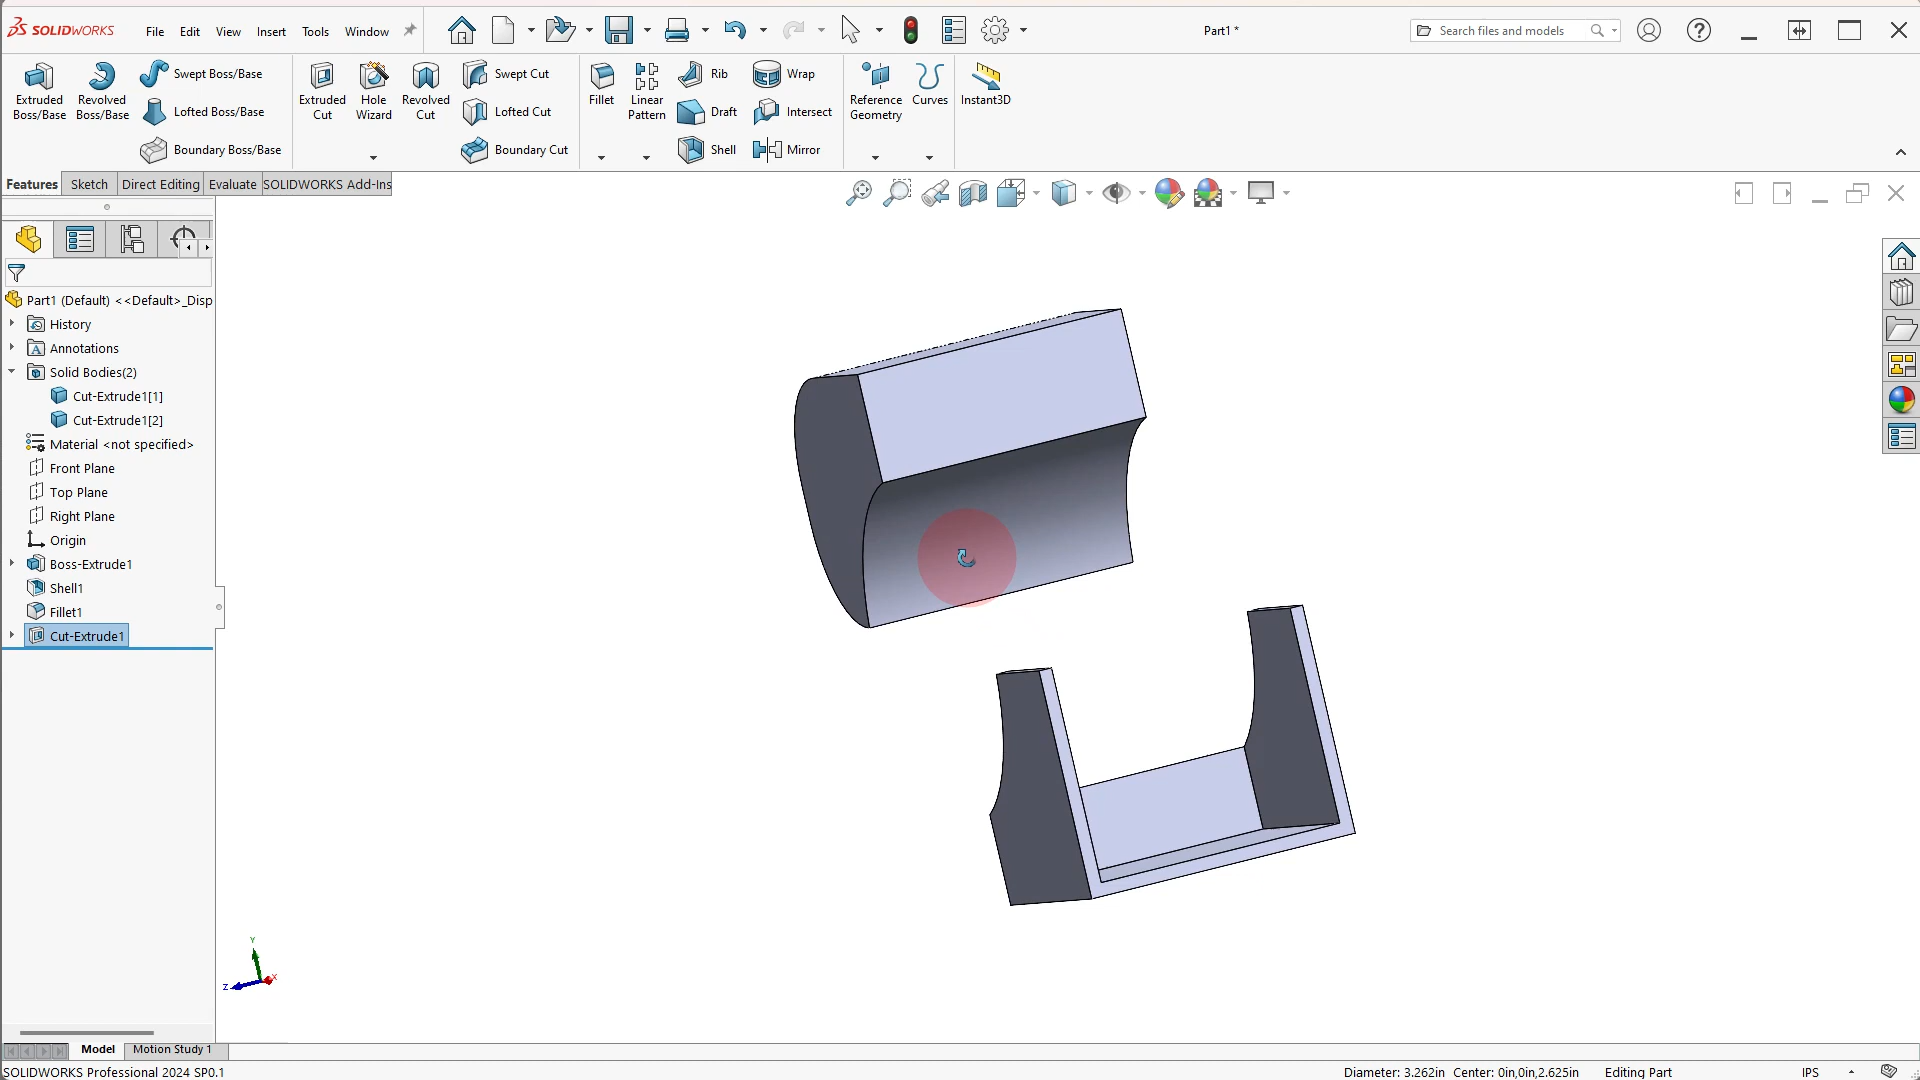 SOLIDWORKS File Edit View Insert Tools Window Part1 * Search files and models
Extruded Boss/Base
Revolved Boss/Base
Swept Boss/Base
Lofted Boss/Base
Boundary Boss/Base
Extruded Cut
Hole Wizard
Revolved Cut
Swept Cut
Lofted Cut
Boundary Cut
Fillet
Linear Pattern
Rib
Draft
Shell
Wrap
Intersect
Mirror
Reference Geometry
Curves
Instant3D
Features Sketch Direct Editing Evaluate SOLIDWORKS Add-Ins
Part1 (Default) <<Default>_Disp
History
Annotations
Solid Bodies(2)
Cut-Extrude1[1]
Cut-Extrude1[2]
Material <not specified>
Front Plane
Top Plane
Right Plane
Origin
Boss-Extrude1
Shell1
Fillet1
Cut-Extrude1
Y
Z
X
Model Motion Study 1
SOLIDWORKS Professional 2024 SP0.1 Diameter: 3.262in Center: 0in,0in,2.625in Editing Part IPS